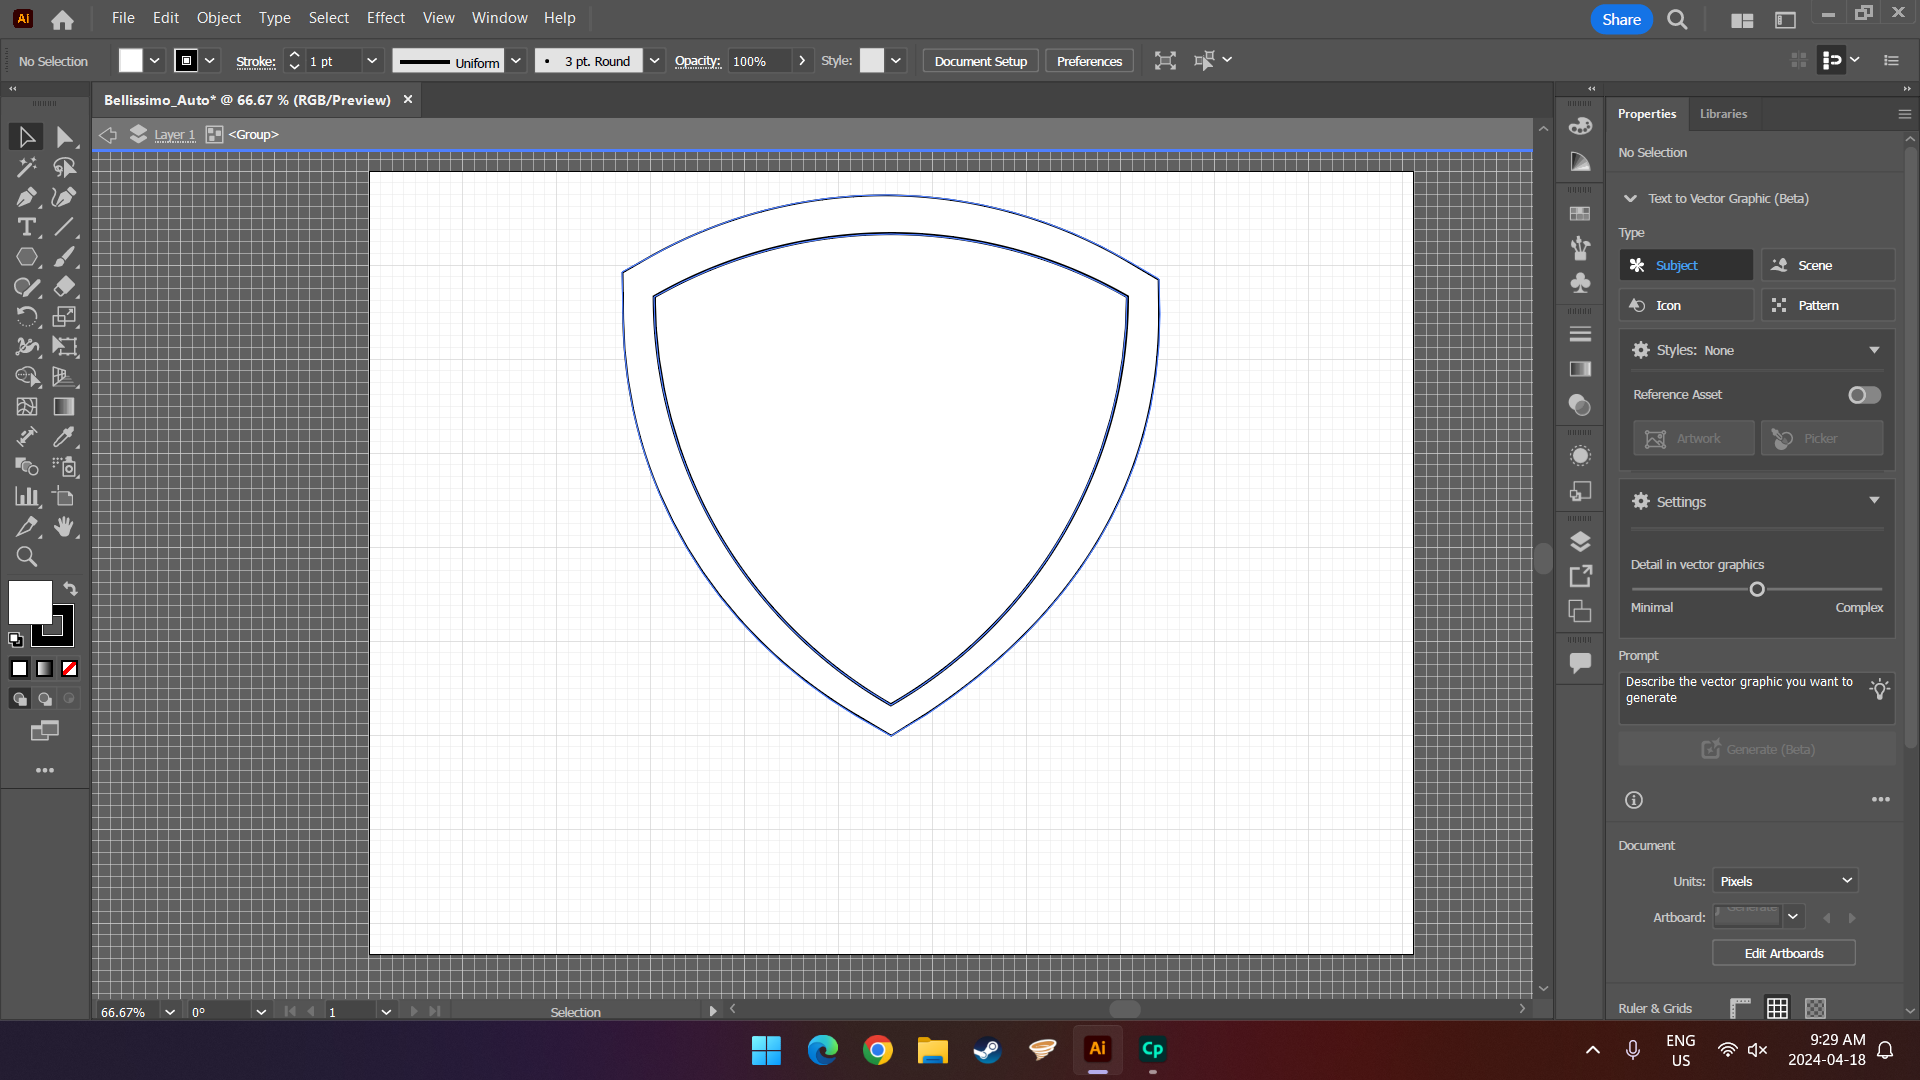 Ai File Edit Object Type Select Effect View Window Help Share
No Selection Stroke: 1 pt Uniform 3 pt. Round Opacity: 100% Style: Document Setup Preferences
Bellissimo_Auto* @ 66.67 % (RGB/Preview)
Layer 1 <Group>
Properties Libraries
No Selection
Text to Vector Graphic (Beta)
Type
Subject Scene
Icon Pattern
Styles: None
Reference Asset
Artwork Picker
Settings
Detail in vector graphics
Minimal Complex
Prompt
Describe the vector graphic you want to
generate
Generate (Beta)
Document
Units: Pixels
Artboard:
Edit Artboards
Ruler & Grids
66.67% 0° 1 Selection
Ai Cp
ENG
US
9:29 AM
2024-04-18